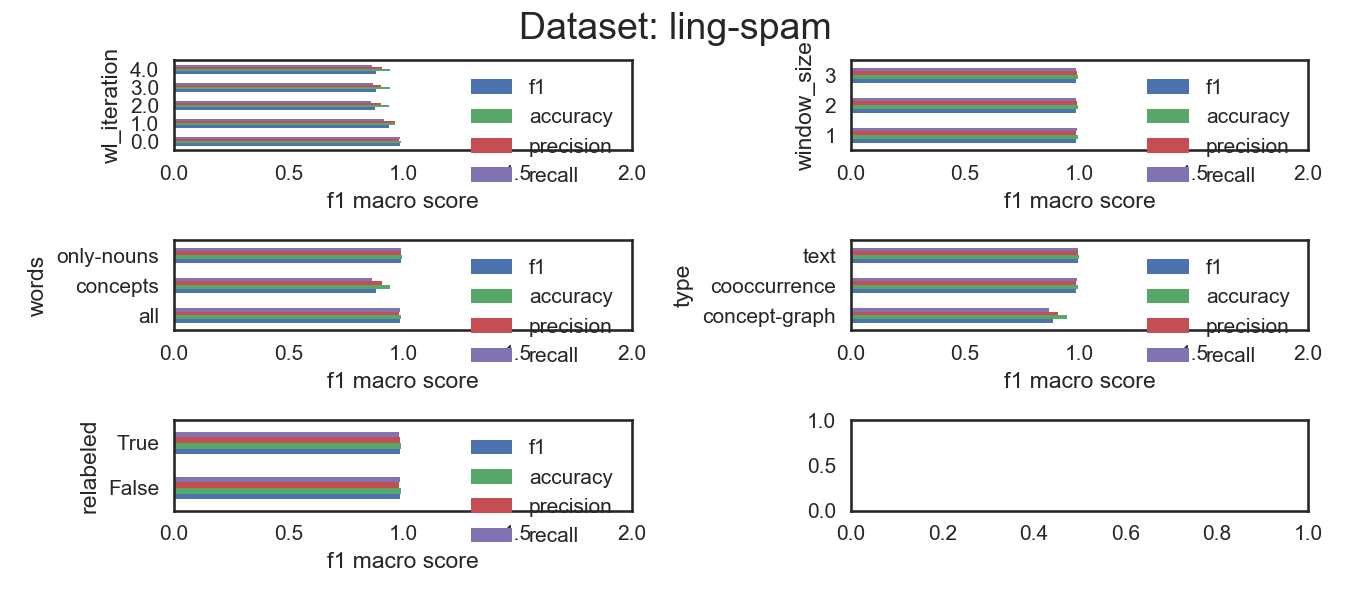 Dataset: ling-spam
wl_iteration
4.0
3.0
2.0
1.0
0.0
f1
accuracy
precision
recall
0.0 0.5 1.0 1.5 2.0
f1 macro score
window_size
3
2
1
f1
accuracy
precision
recall
0.0 0.5 1.0 1.5 2.0
f1 macro score
words
only-nouns
concepts
all
f1
accuracy
precision
recall
0.0 0.5 1.0 1.5 2.0
f1 macro score
type
text
cooccurrence
concept-graph
f1
accuracy
precision
recall
0.0 0.5 1.0 1.5 2.0
f1 macro score
relabeled
True
False
f1
accuracy
precision
recall
0.0 0.5 1.0 1.5 2.0
f1 macro score
1.0
0.5
0.0
0.0 0.2 0.4 0.6 0.8 1.0